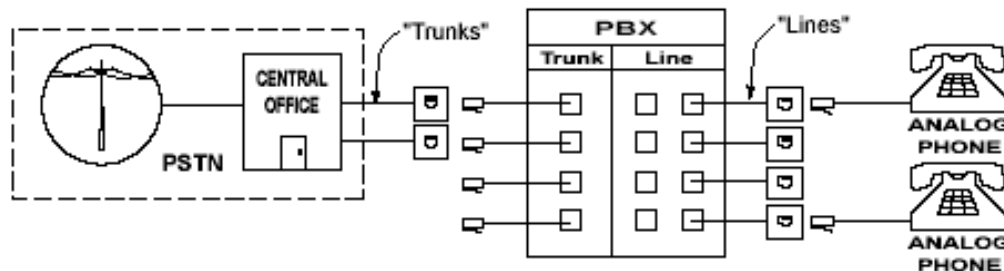 "Trunks"
PBX
"Lines"
Trunk Line
CENTRAL
OFFICE
PSTN
ANALOG
PHONE
ANALOG
PHONE